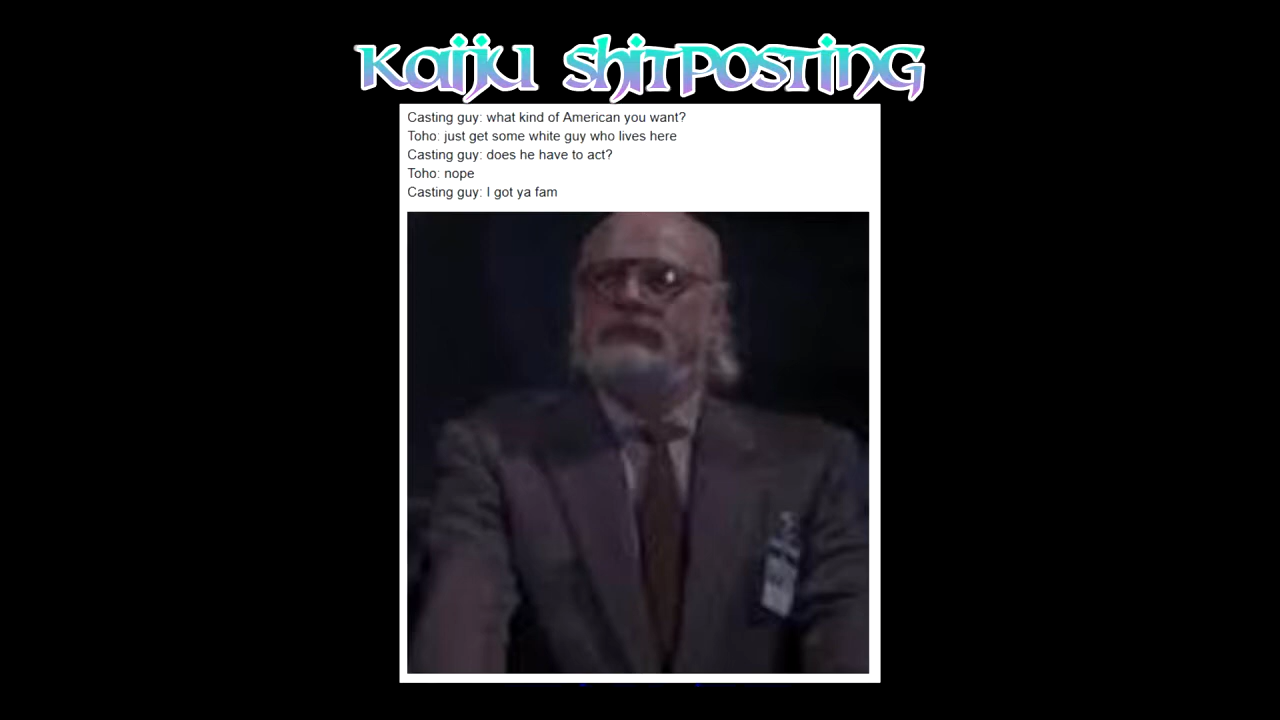 Kaiju Shitposting
Casting guy: what kind of American you want?
Toho: just get some white guy who lives here
Casting guy: does he have to act?
Toho: nope
Casting guy: I got ya fam